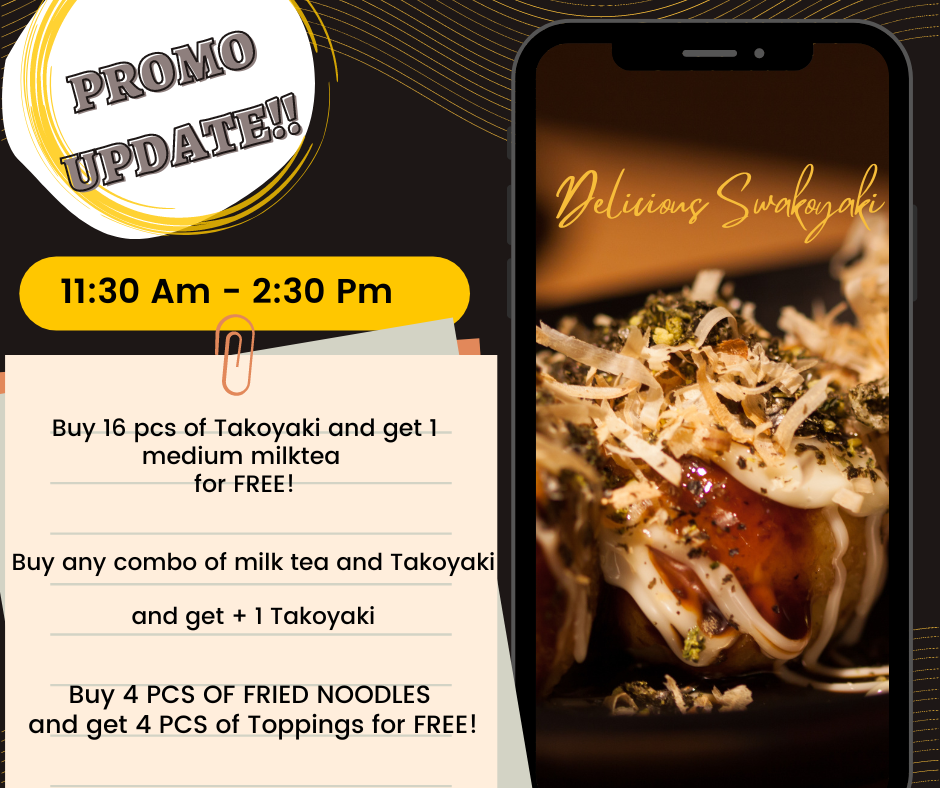 PROMO
UPDATE!!
11:30 Am - 2:30 Pm
Buy 16 pcs of Takoyaki and get 1
medium milktea
for FREE!
Buy any combo of milk tea and Takoyaki
and get + 1 Takoyaki
Buy 4 PCS OF FRIED NOODLES
and get 4 PCS of Toppings for FREE!
Delicious Swakoyaki